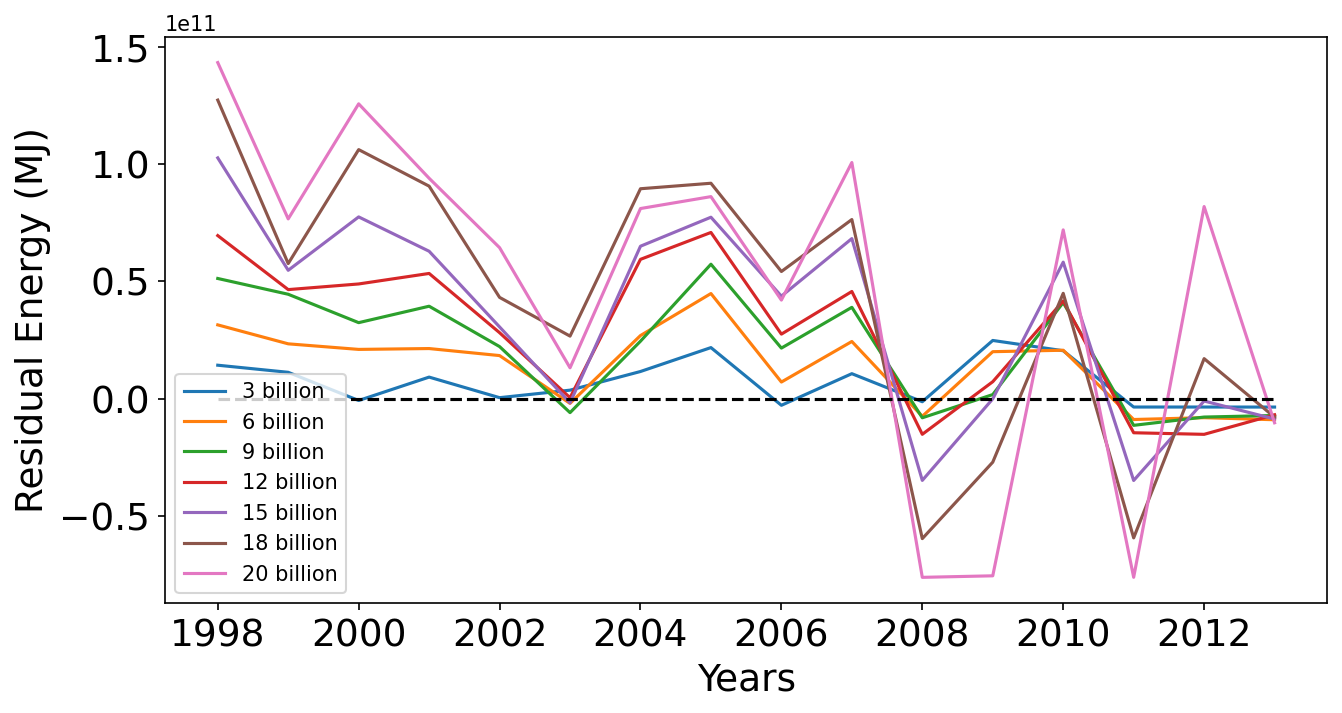 1e11
1.5
1.0
0.5
0.0
−0.5
Residual Energy (MJ)
3 billion
6 billion
9 billion
12 billion
15 billion
18 billion
20 billion
1998 2000 2002 2004 2006 2008 2010 2012
Years